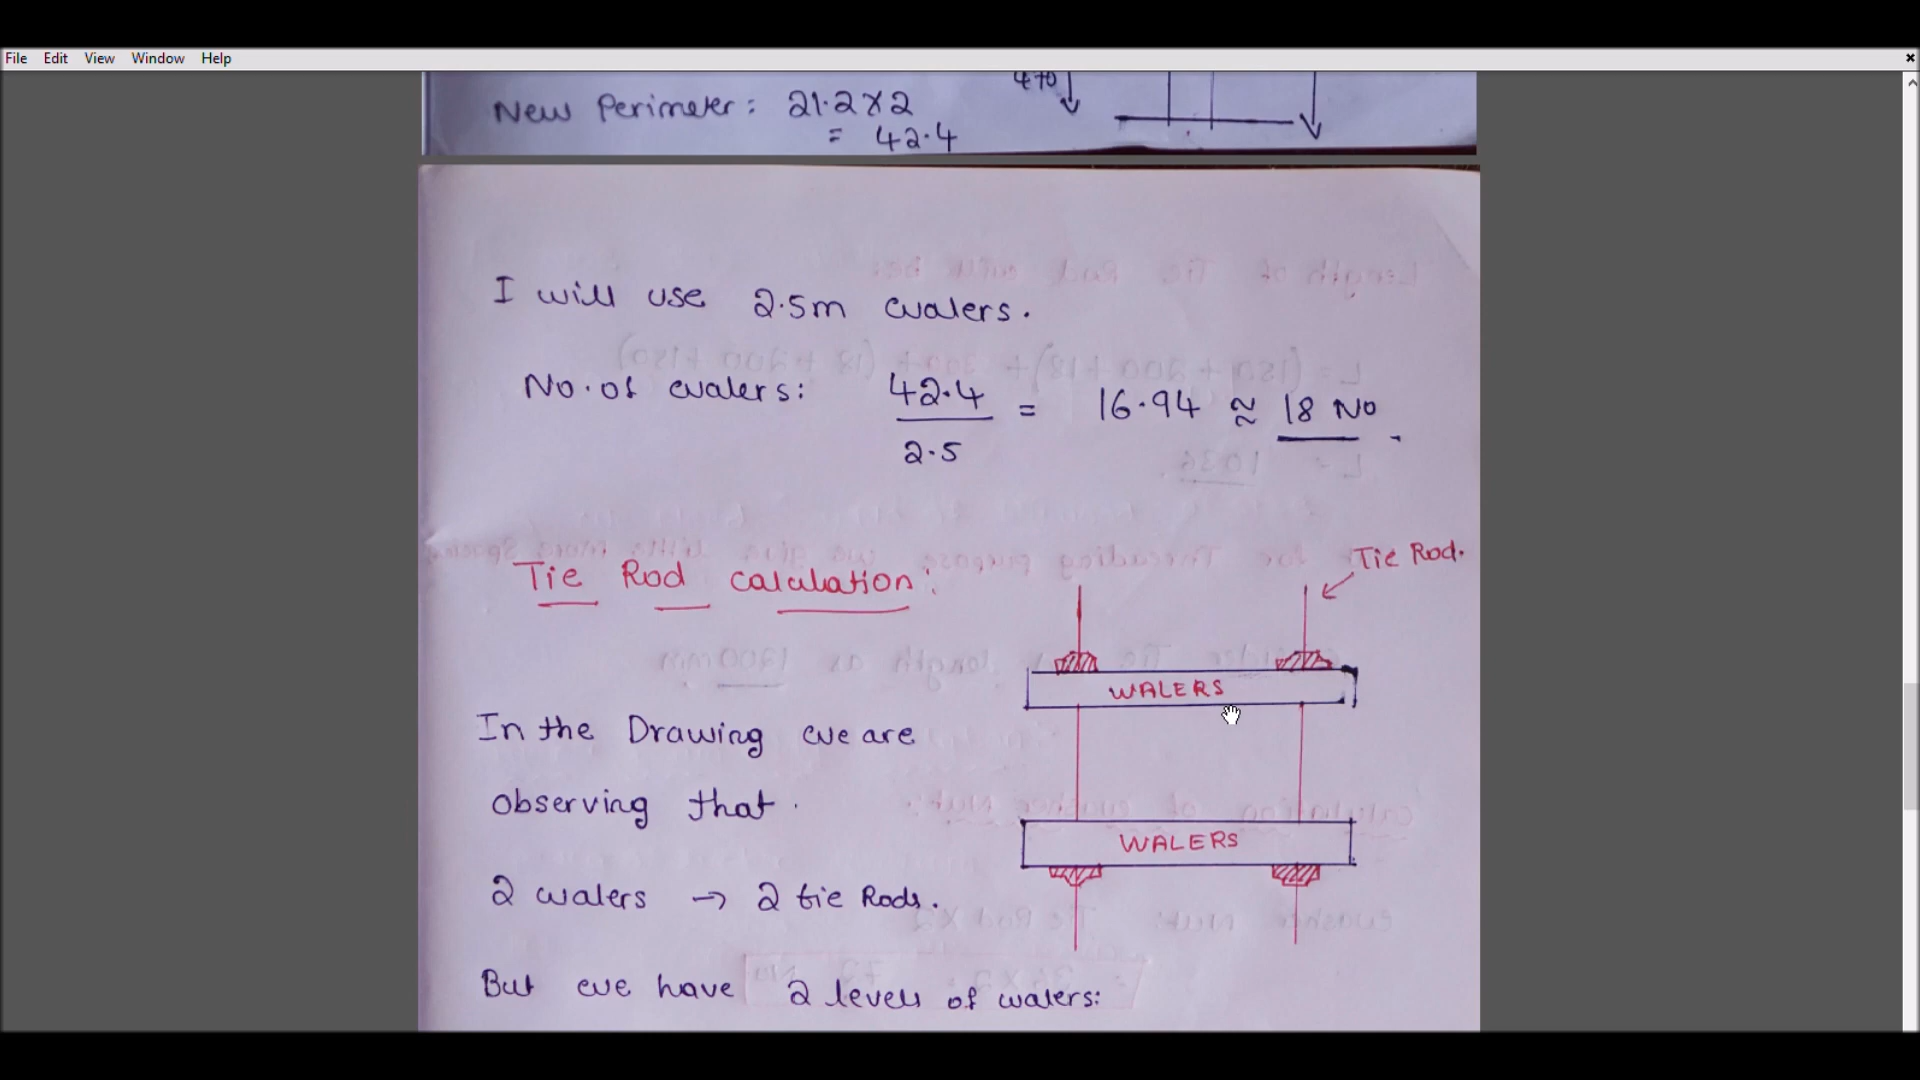 File Edit View Window Help
470
New Perimeter: 21.2 x 2
= 42.4
I will use 2.5m walers.
No. of walers: 42.4 / 2.5 = 16.94 ≈ 18 No.
Tie Rod calculation:
Tie Rod.
WALERS
In the Drawing we are
observing that.
WALERS
2 walers → 2 tie Rods.
But we have 2 levels of walers: